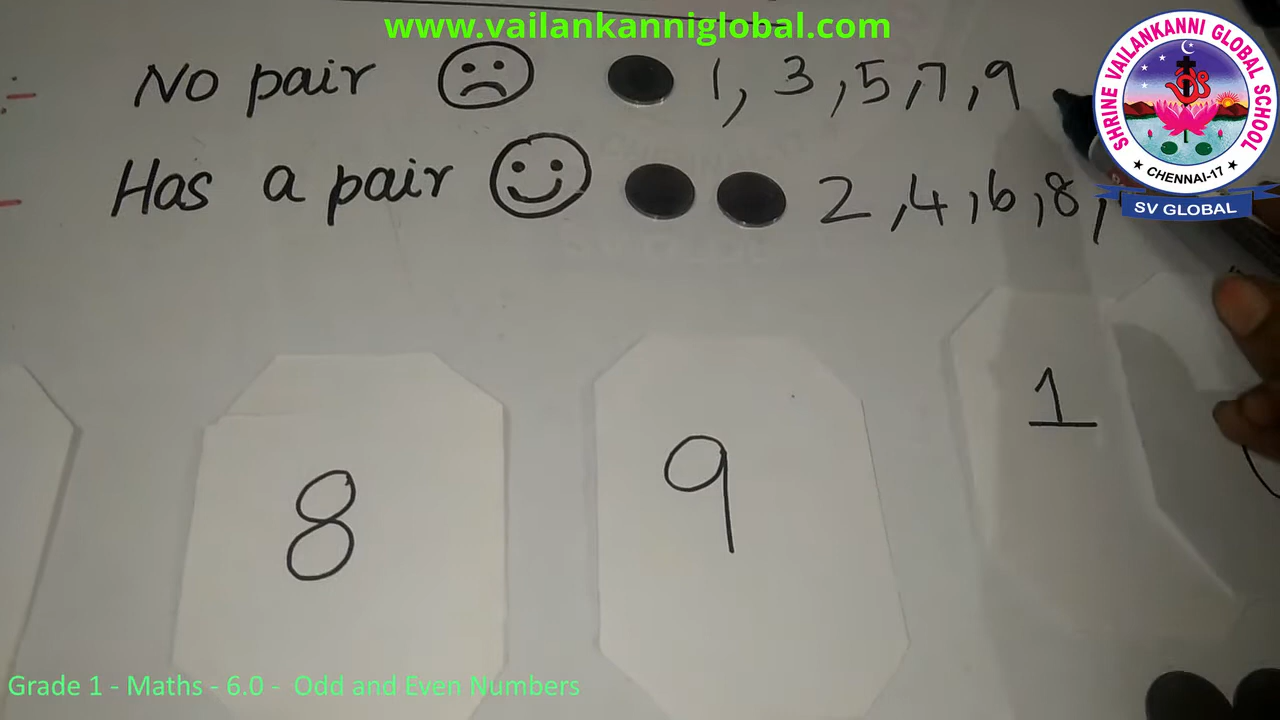 www.vailankanniglobal.com
No pair 1, 3, 5, 7, 9
Has a pair 2, 4, 6, 8,
SHRINE VAILANKANNI GLOBAL SCHOOL
CHENNAI-17
SV GLOBAL
8 9 1
Grade 1 - Maths - 6.0 - Odd and Even Numbers